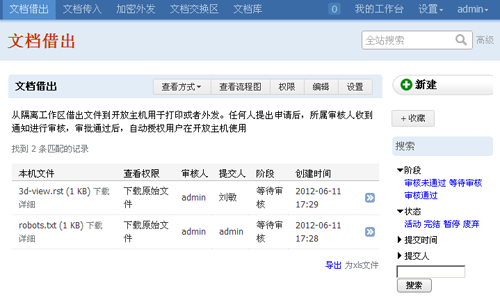 文档借出 文档传入 加密外发 文档交换区 文档库 0 我的工作台 设置 admin
文档借出
全站搜索 高级
文档借出 查看方式 查看流程图 权限 编辑 设置
从隔离工作区借出文件到开放主机用于打印或者外发。任何人提出申请后，所属审核人收到
通知进行审核，审批通过后，自动授权用户在开放主机使用
找到 2 条匹配的记录
本机文件 查看权限 审核人 提交人 阶段 创建时间
3d-view.rst (1 KB) 下载 下载原始文 admin 刘敏 等待审 2012-06-11
详细 件 核 17:29
robots.txt (1 KB) 下载 下载原始文 admin admin 等待审 2012-06-11
详细 件 核 17:28
导出 为xls文件
新建
+ 收藏
搜索
阶段
审核未通过 等待审核
审核通过
状态
活动 完结 暂停 废弃
提交时间
提交人
搜索